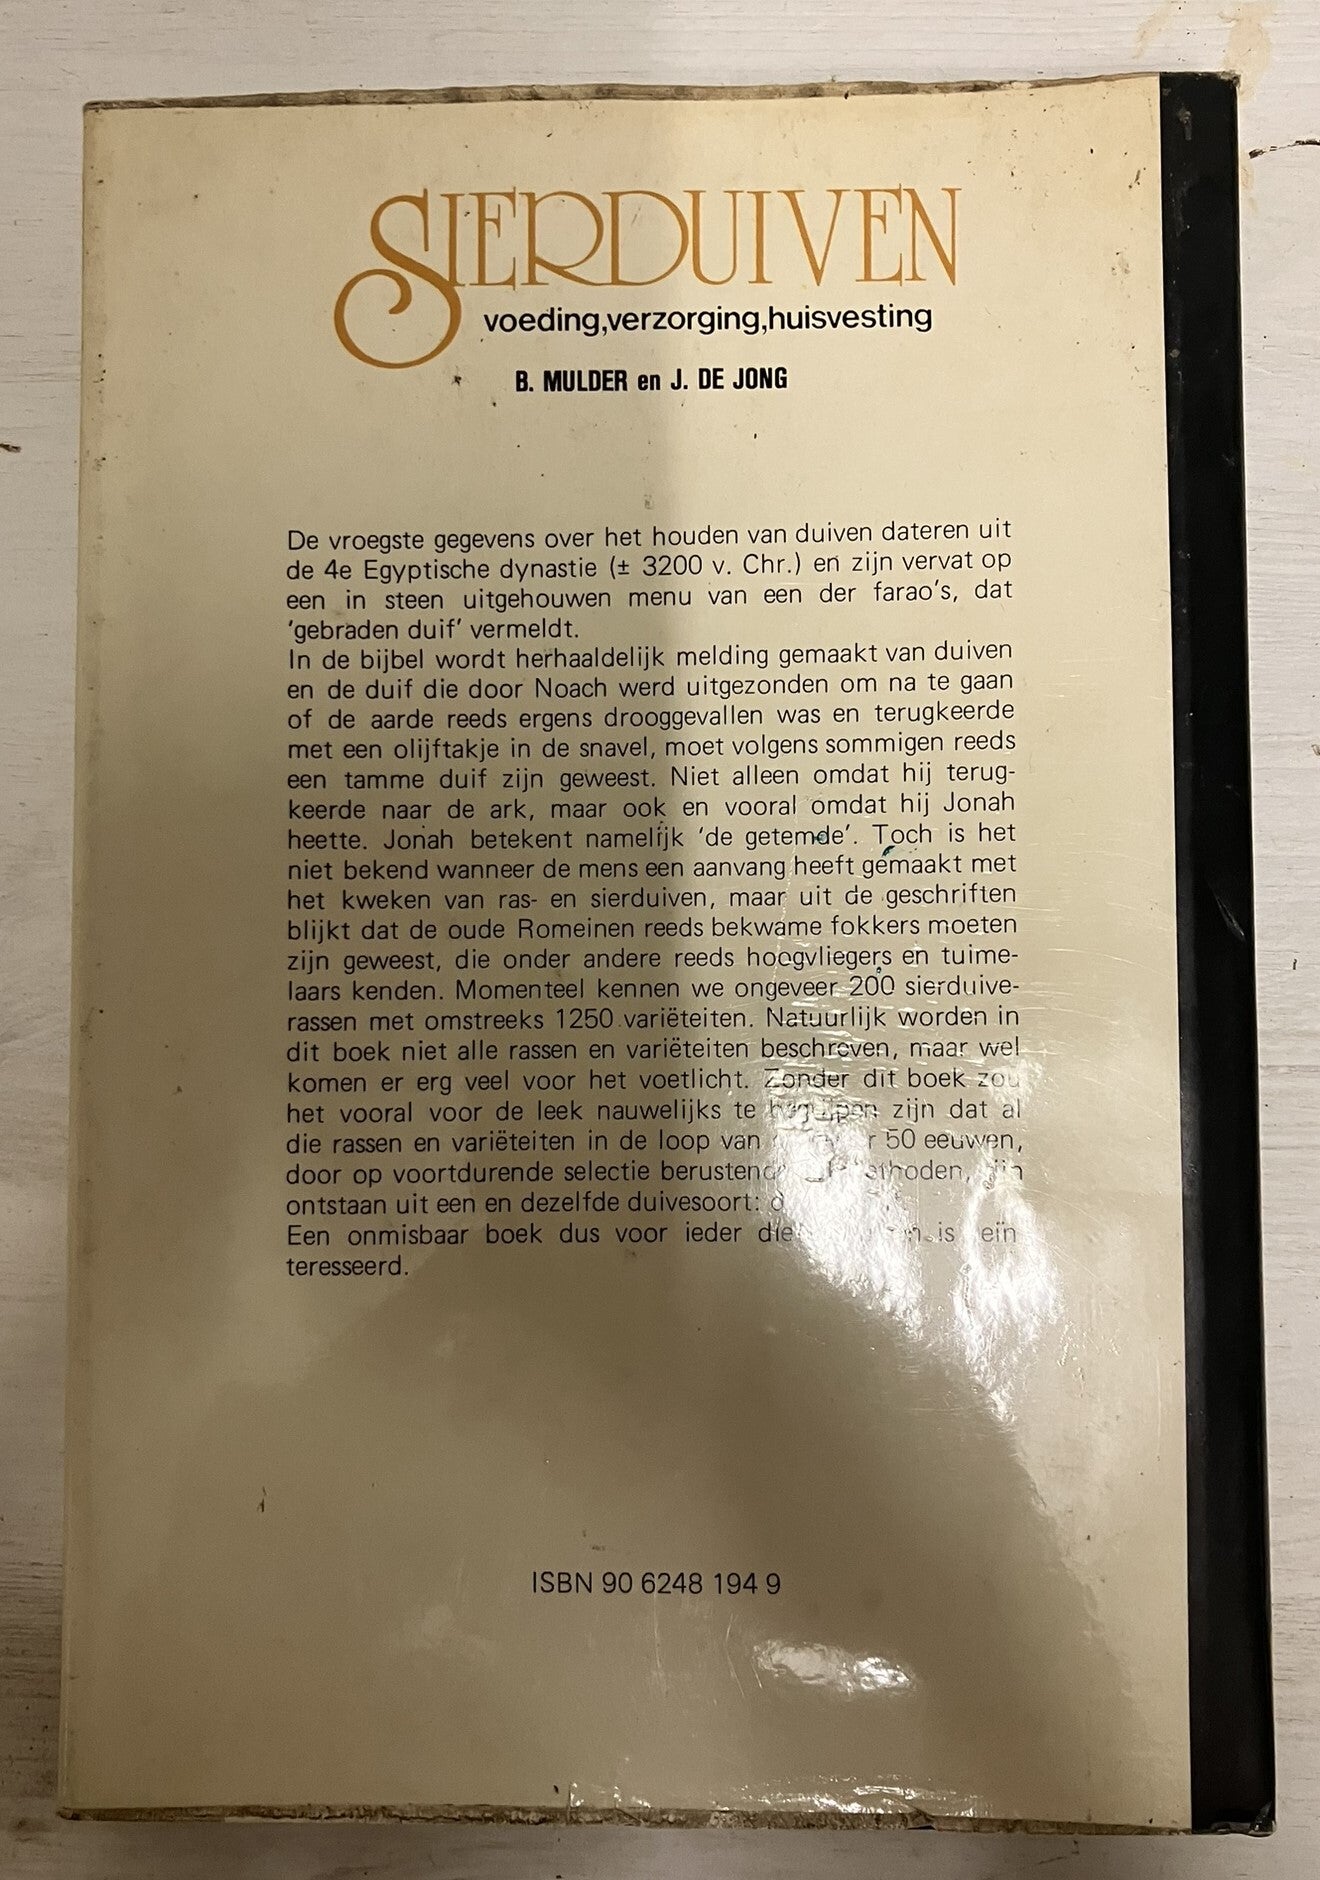 SIERDUIVEN
voeding,verzorging,huisvesting
B. MULDER en J. DE JONG
De vroegste gegevens over het houden van duiven dateren uit
de 4e Egyptische dynastie (± 3200 v. Chr.) en zijn vervat op
een in steen uitgehouwen menu van een der farao's, dat
'gebraden duif' vermeldt.
In de bijbel wordt herhaaldelijk melding gemaakt van duiven
en de duif die door Noach werd uitgezonden om na te gaan
of de aarde reeds ergens drooggevallen was en terugkeerde
met een olijftakje in de snavel, moet volgens sommigen reeds
een tamme duif zijn geweest. Niet alleen omdat hij terug-
keerde naar de ark, maar ook en vooral omdat hij Jonah
heette. Jonah betekent namelijk 'de getemde'. Toch is het
niet bekend wanneer de mens een aanvang heeft gemaakt met
het kweken van ras- en sierduiven, maar uit de geschriften
blijkt dat de oude Romeinen reeds bekwame fokkers moeten
zijn geweest, die onder andere reeds hoogvliegers en tuime-
laars kenden. Momenteel kennen we ongeveer 200 sierduive-
rassen met omstreeks 1250 variëteiten. Natuurlijk worden in
dit boek niet alle rassen en variëteiten beschreven, maar wel
komen er erg veel voor het voetlicht. Zonder dit boek zou
het vooral voor de leek nauwelijks te begrijpen zijn dat al
die rassen en variëteiten in de loop van 50 eeuwen,
door op voortdurende selectie
ontstaan uit een en dezelfde duivesoort:
Een onmisbaar boek dus voor ieder die is
teresseerd.
ISBN 90 6248 194 9